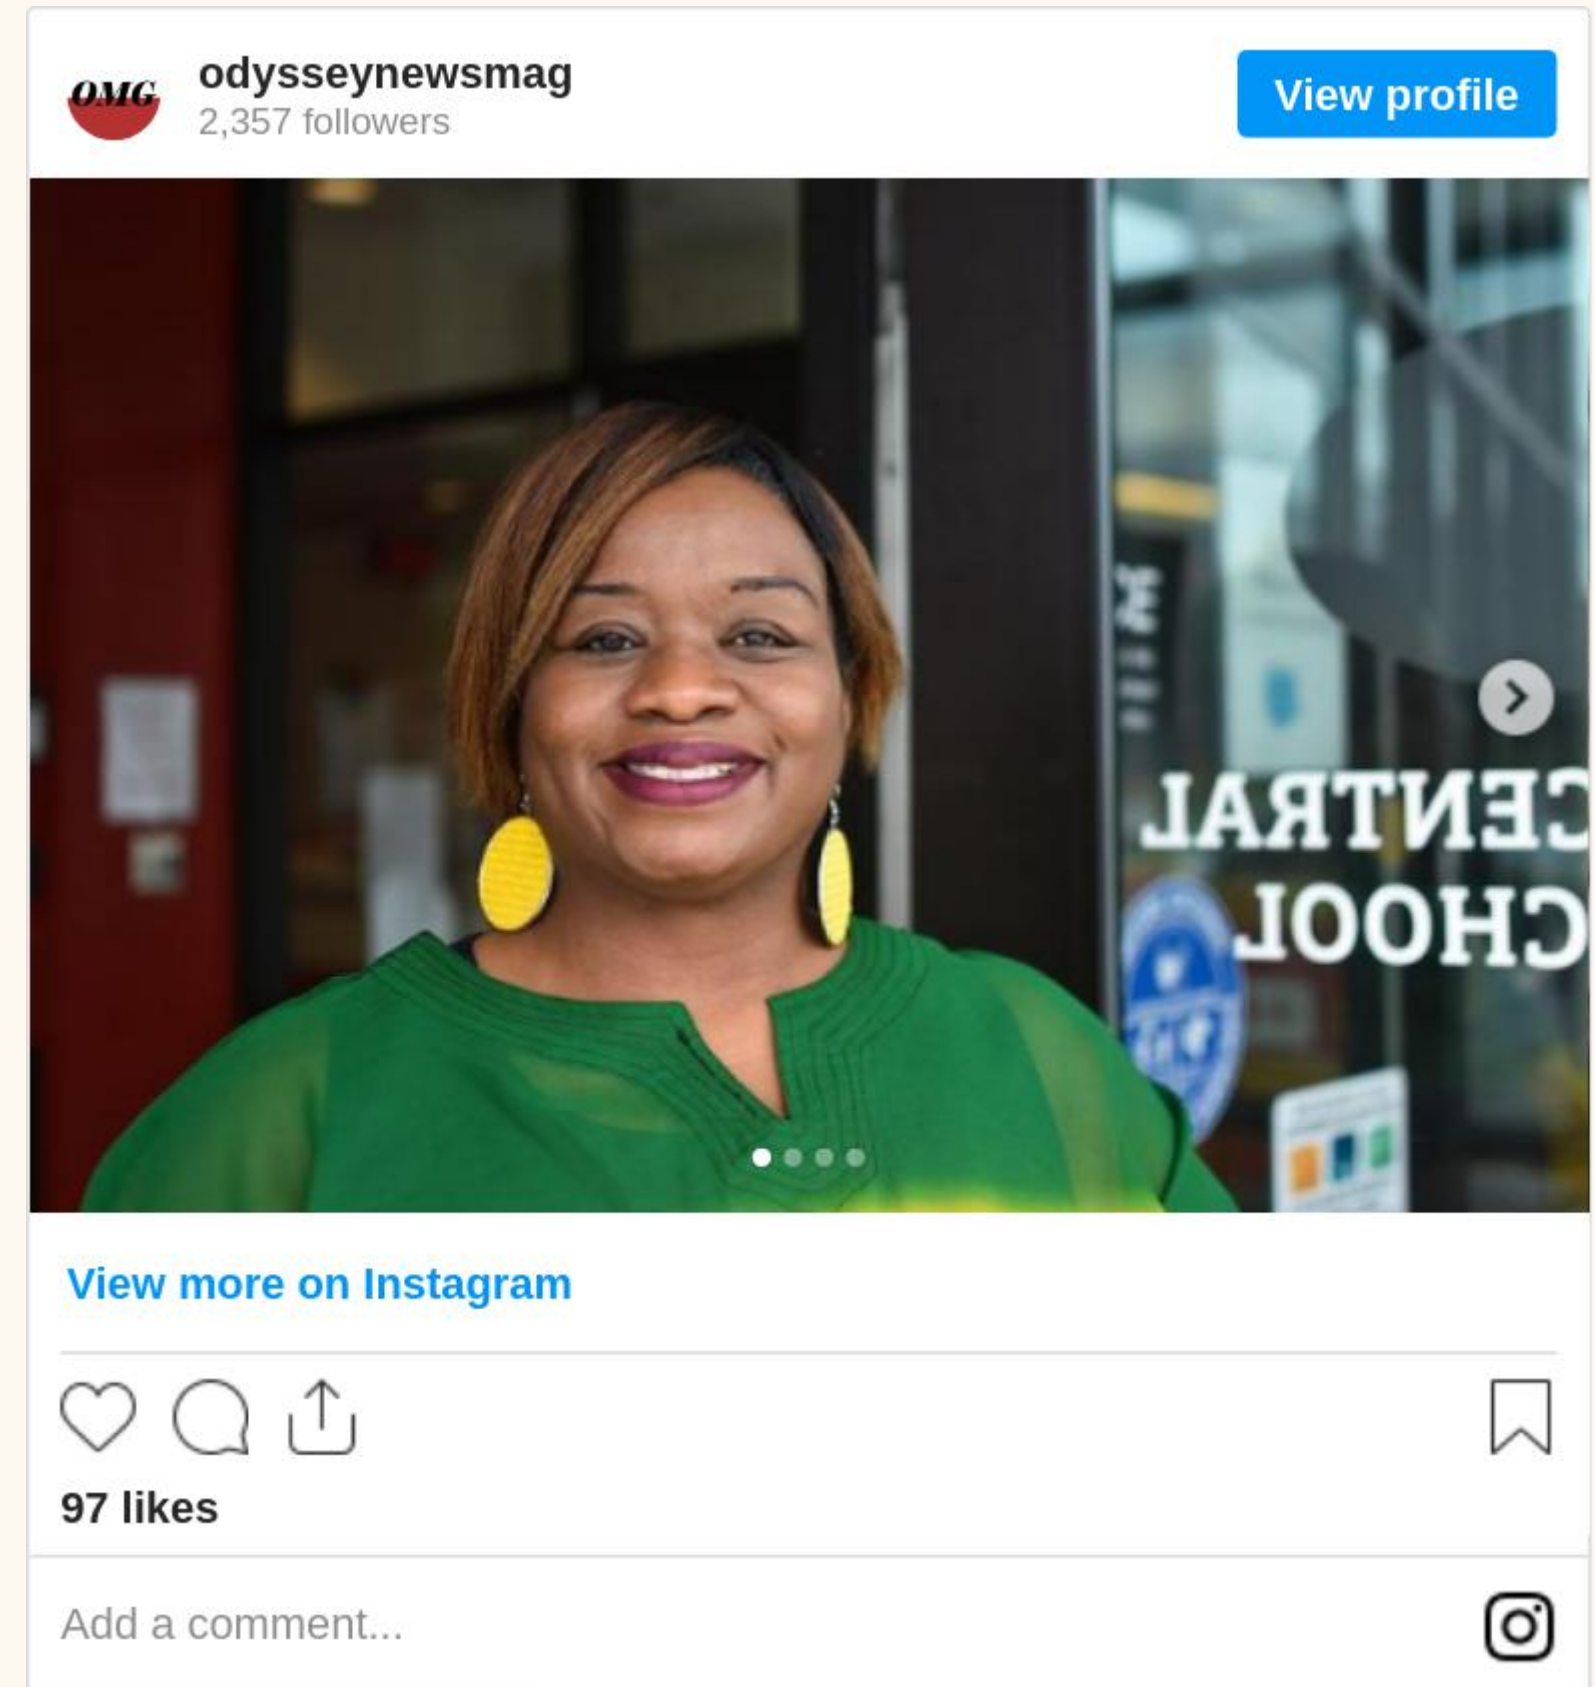 OMG
odysseynewsmag
2,357 followers
View profile
CENTRAL
CHOOL
View more on Instagram
97 likes
Add a comment...